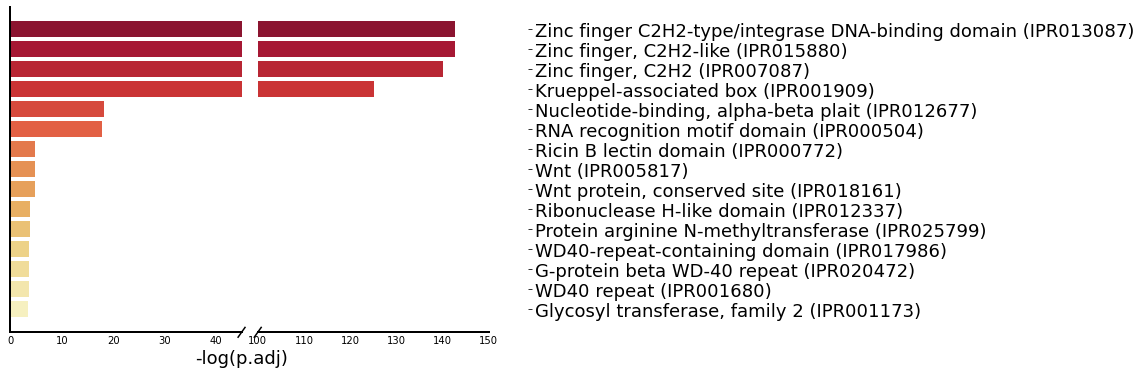 Zinc finger C2H2-type/integrase DNA-binding domain (IPR013087)
Zinc finger, C2H2-like (IPR015880)
Zinc finger, C2H2 (IPR007087)
Krueppel-associated box (IPR001909)
Nucleotide-binding, alpha-beta plait (IPR012677)
RNA recognition motif domain (IPR000504)
Ricin B lectin domain (IPR000772)
Wnt (IPR005817)
Wnt protein, conserved site (IPR018161)
Ribonuclease H-like domain (IPR012337)
Protein arginine N-methyltransferase (IPR025799)
WD40-repeat-containing domain (IPR017986)
G-protein beta WD-40 repeat (IPR020472)
WD40 repeat (IPR001680)
Glycosyl transferase, family 2 (IPR001173)
0 10 20 30 40 100 110 120 130 140 150
-log(p.adj)